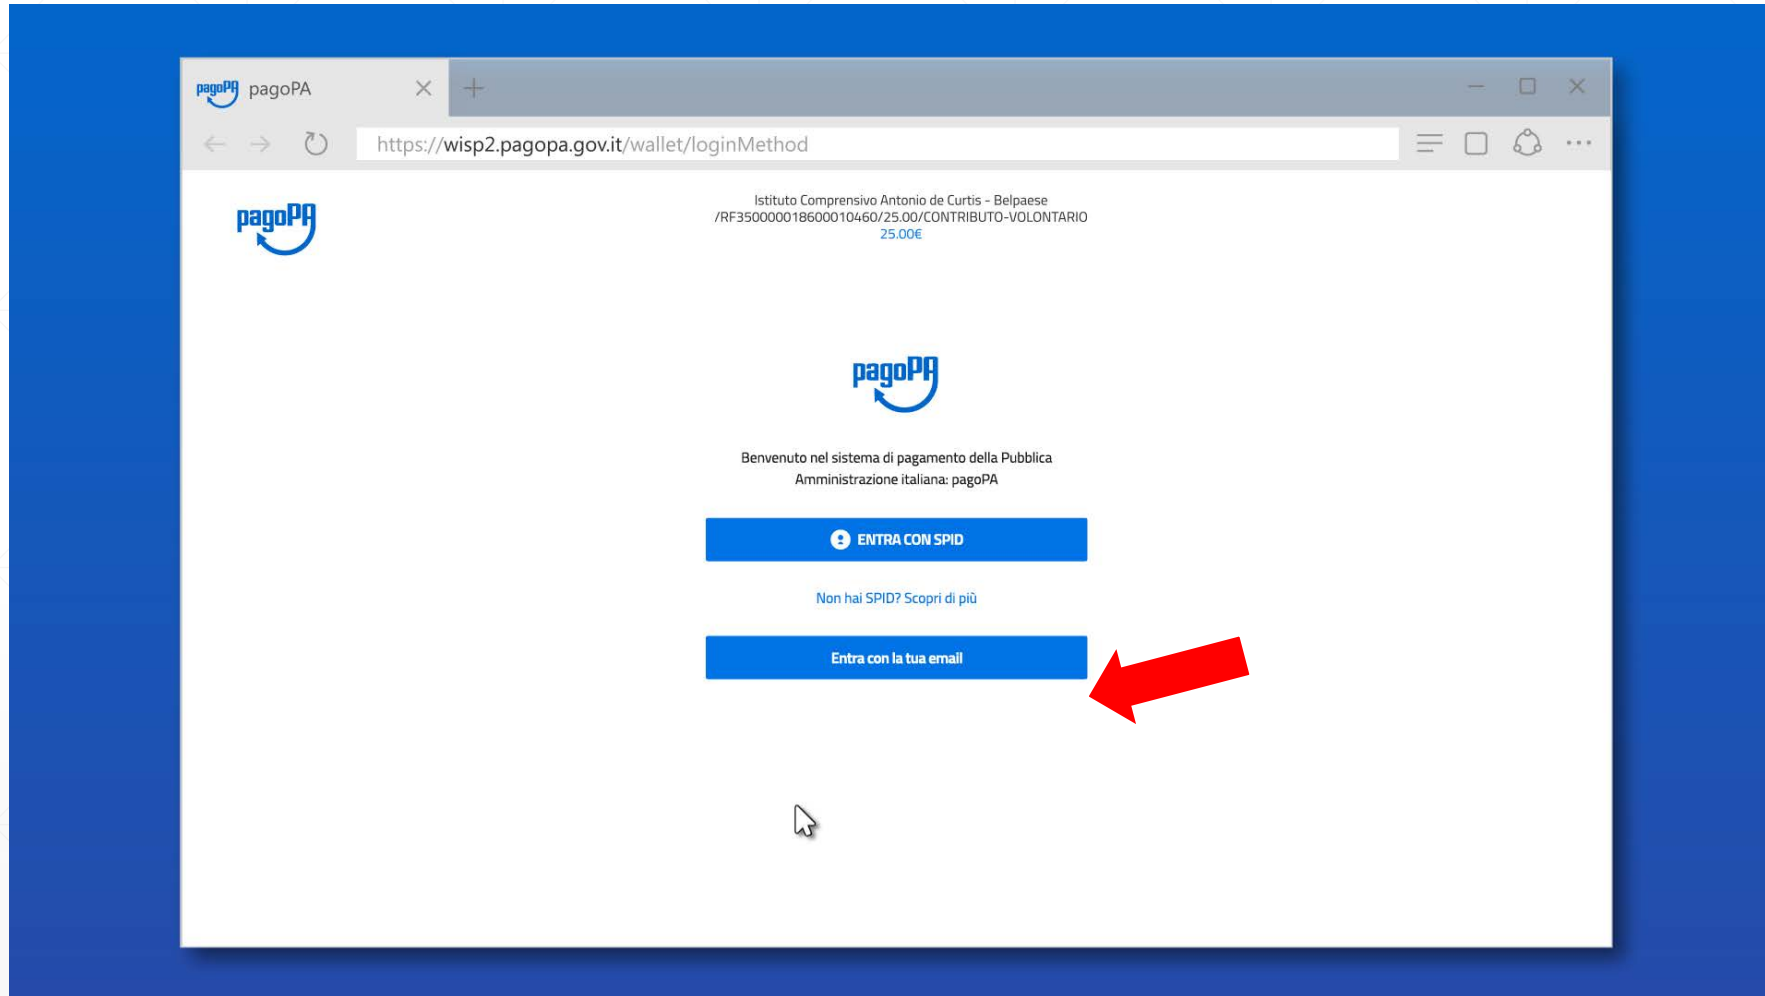 pagoPA pagoPA
https://wisp2.pagopa.gov.it/wallet/loginMethod
pagoPA
Istituto Comprensivo Antonio de Curtis - Belpaese
/RF35000001860001​0460/25.00/CONTRIBUTO-VOLONTARIO
25.00€
pagoPA
Benvenuto nel sistema di pagamento della Pubblica
Amministrazione italiana: pagoPA
ENTRA CON SPID
Non hai SPID? Scopri di più
Entra con la tua email